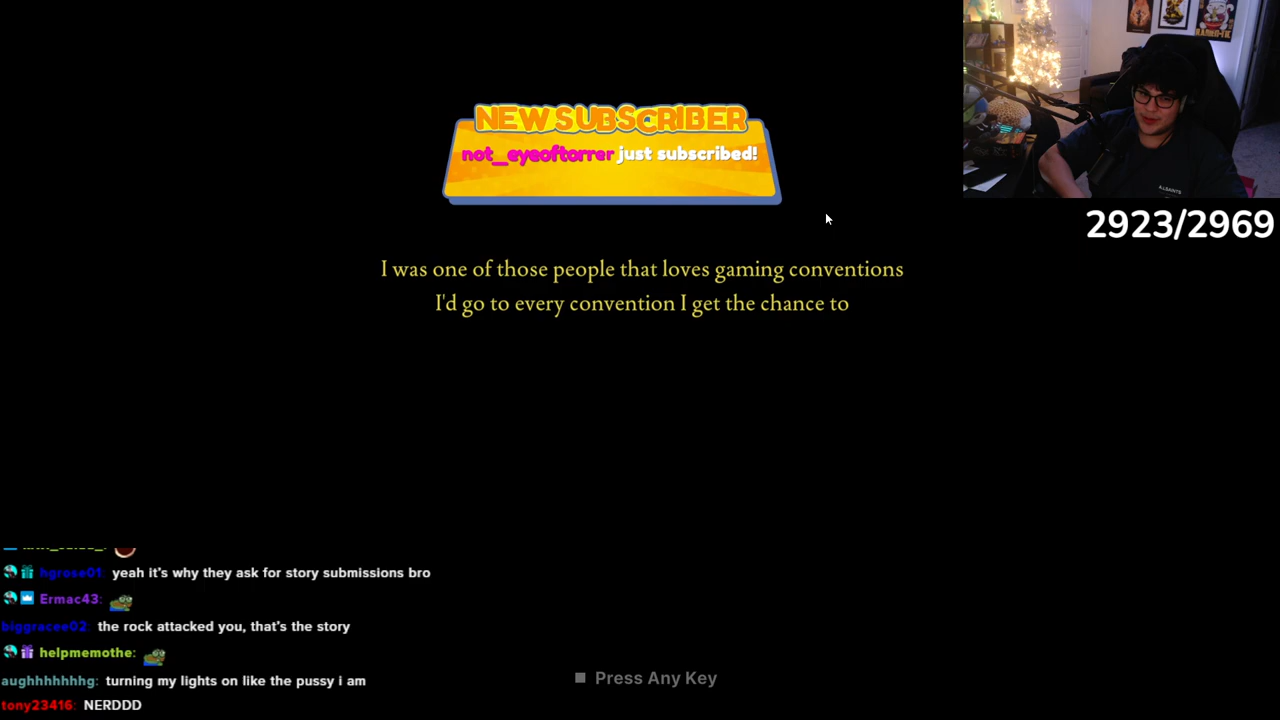 NEW SUBSCRIBER
not_eyeoftorrer just subscribed!
2923/2969
I was one of those people that loves gaming conventions
I'd go to every convention I get the chance to
hgrose01: yeah it's why they ask for story submissions bro
Ermac43:
biggracee02: the rock attacked you, that's the story
helpmemothe:
aughhhhhhhg: turning my lights on like the pussy i am
tony23416: NERDDD
Press Any Key
ALLSAINTS